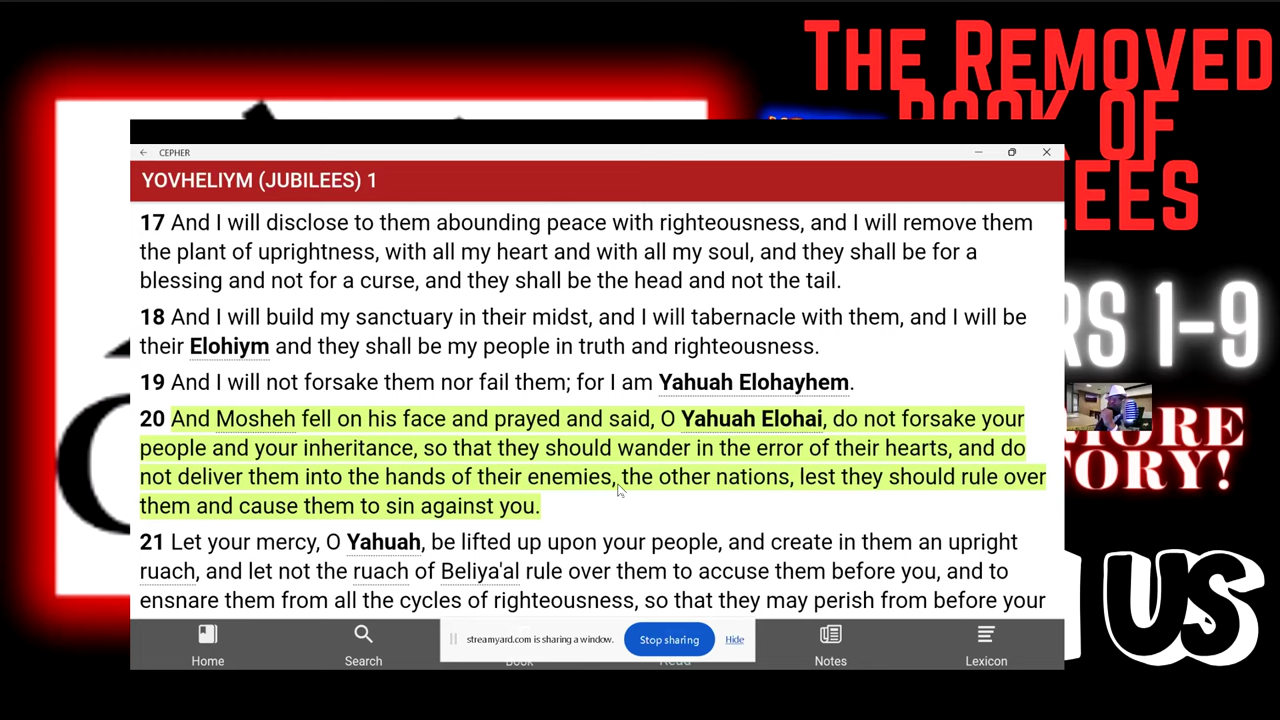 THE REMOVED
BOOK OF
EES
RS 1-9
MORE
ORY!
US
CEPHER
YOVHELIYM (JUBILEES) 1
17 And I will disclose to them abounding peace with righteousness, and I will remove them
the plant of uprightness, with all my heart and with all my soul, and they shall be for a
blessing and not for a curse, and they shall be the head and not the tail.
18 And I will build my sanctuary in their midst, and I will tabernacle with them, and I will be
their Elohiym and they shall be my people in truth and righteousness.
19 And I will not forsake them nor fail them; for I am Yahuah Elohayhem.
20 And Mosheh fell on his face and prayed and said, O Yahuah Elohai, do not forsake your
people and your inheritance, so that they should wander in the error of their hearts, and do
not deliver them into the hands of their enemies, the other nations, lest they should rule over
them and cause them to sin against you.
21 Let your mercy, O Yahuah, be lifted up upon your people, and create in them an upright
ruach, and let not the ruach of Beliya'al rule over them to accuse them before you, and to
ensnare them from all the cycles of righteousness, so that they may perish from before your
streamyard.com is sharing a window.
Stop sharing
Hide
Home
Search
Book
Read
Notes
Lexicon